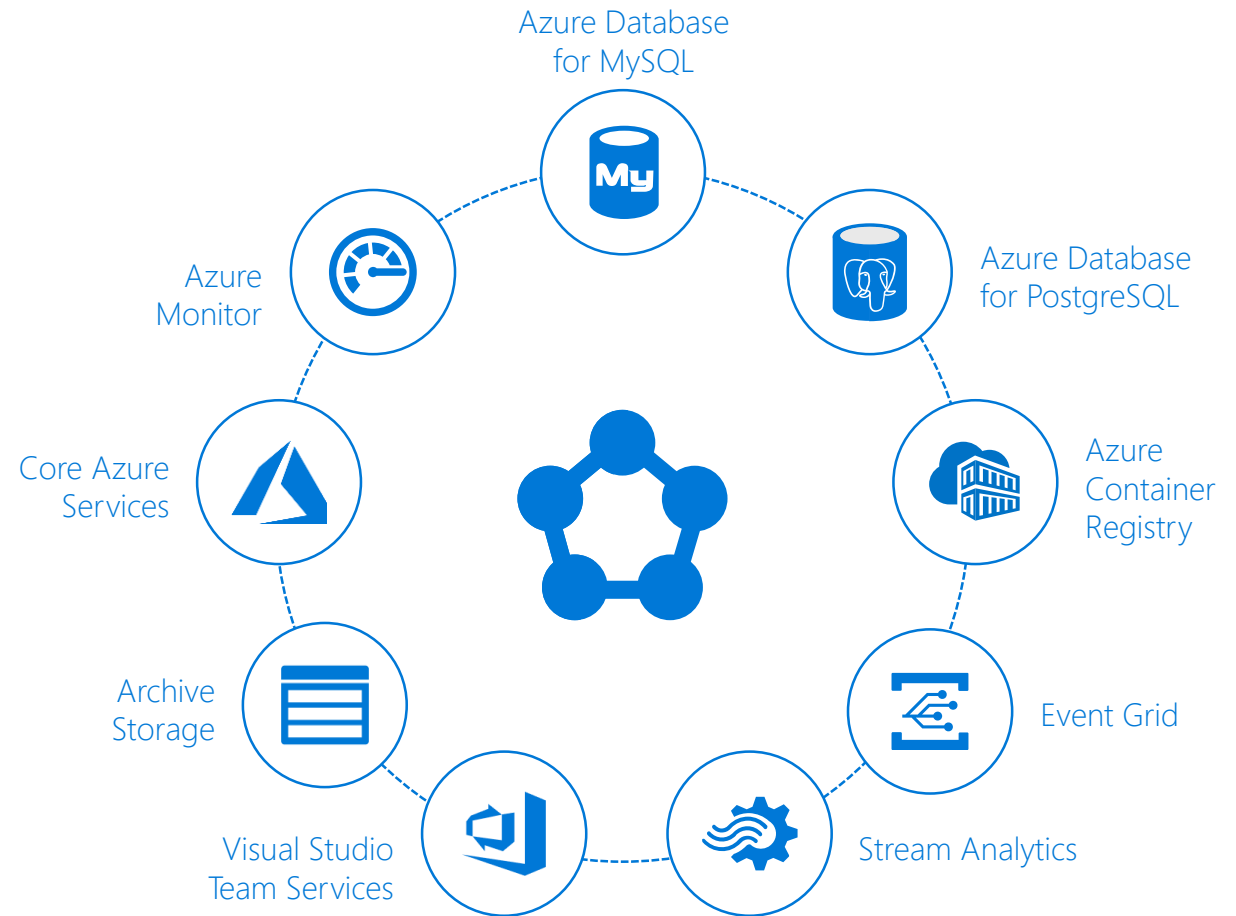 Azure Database
for MySQL
My
Azure
Monitor
Azure Database
for PostgreSQL
Core Azure
Services
Azure
Container
Registry
Archive
Storage
Event Grid
Visual Studio
Team Services
Stream Analytics